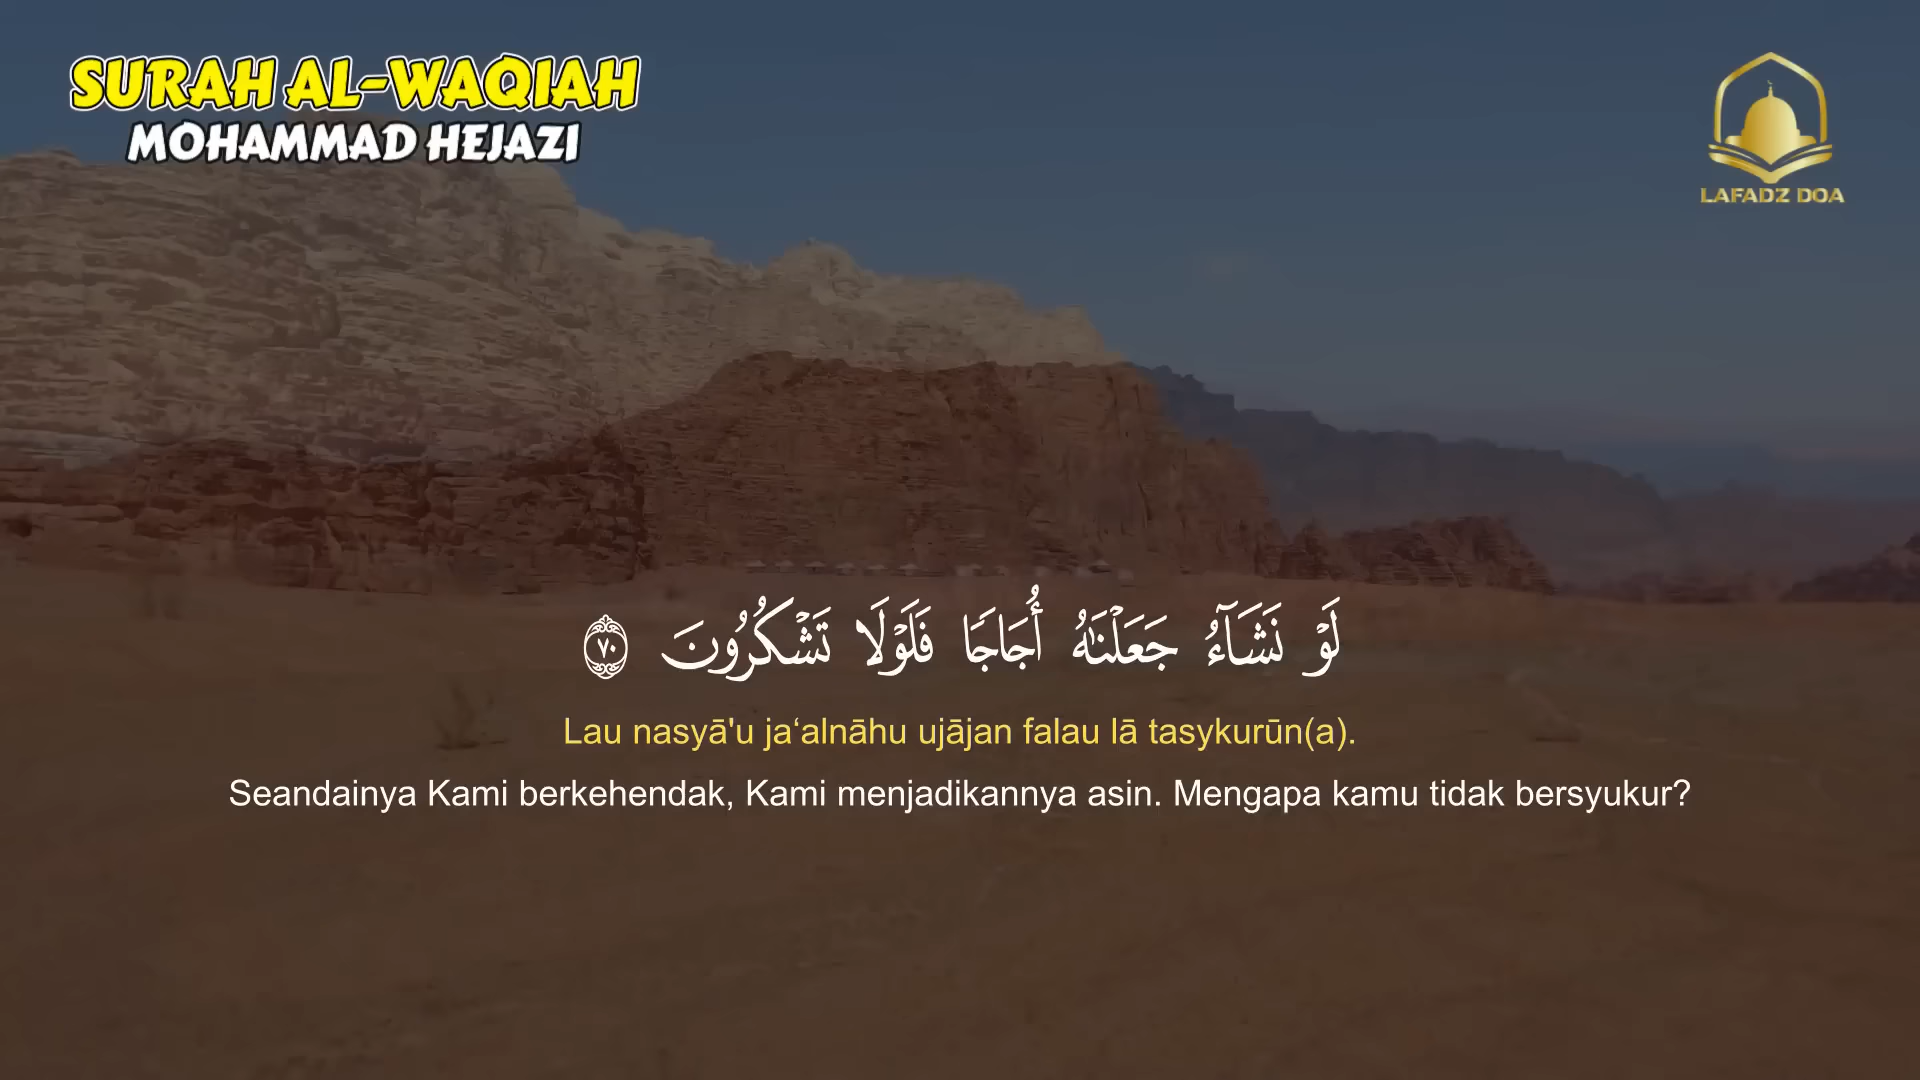 SURAH AL-WAQIAH
MOHAMMAD HEJAZI
LAFADZ DOA
لَوْ نَشَآءُ جَعَلْنَٰهُ أُجَاجًا فَلَوْلَا تَشْكُرُونَ ٧٠
Lau nasyā'u ja‘alnāhu ujājan falau lā tasykurūn(a).
Seandainya Kami berkehendak, Kami menjadikannya asin. Mengapa kamu tidak bersyukur?